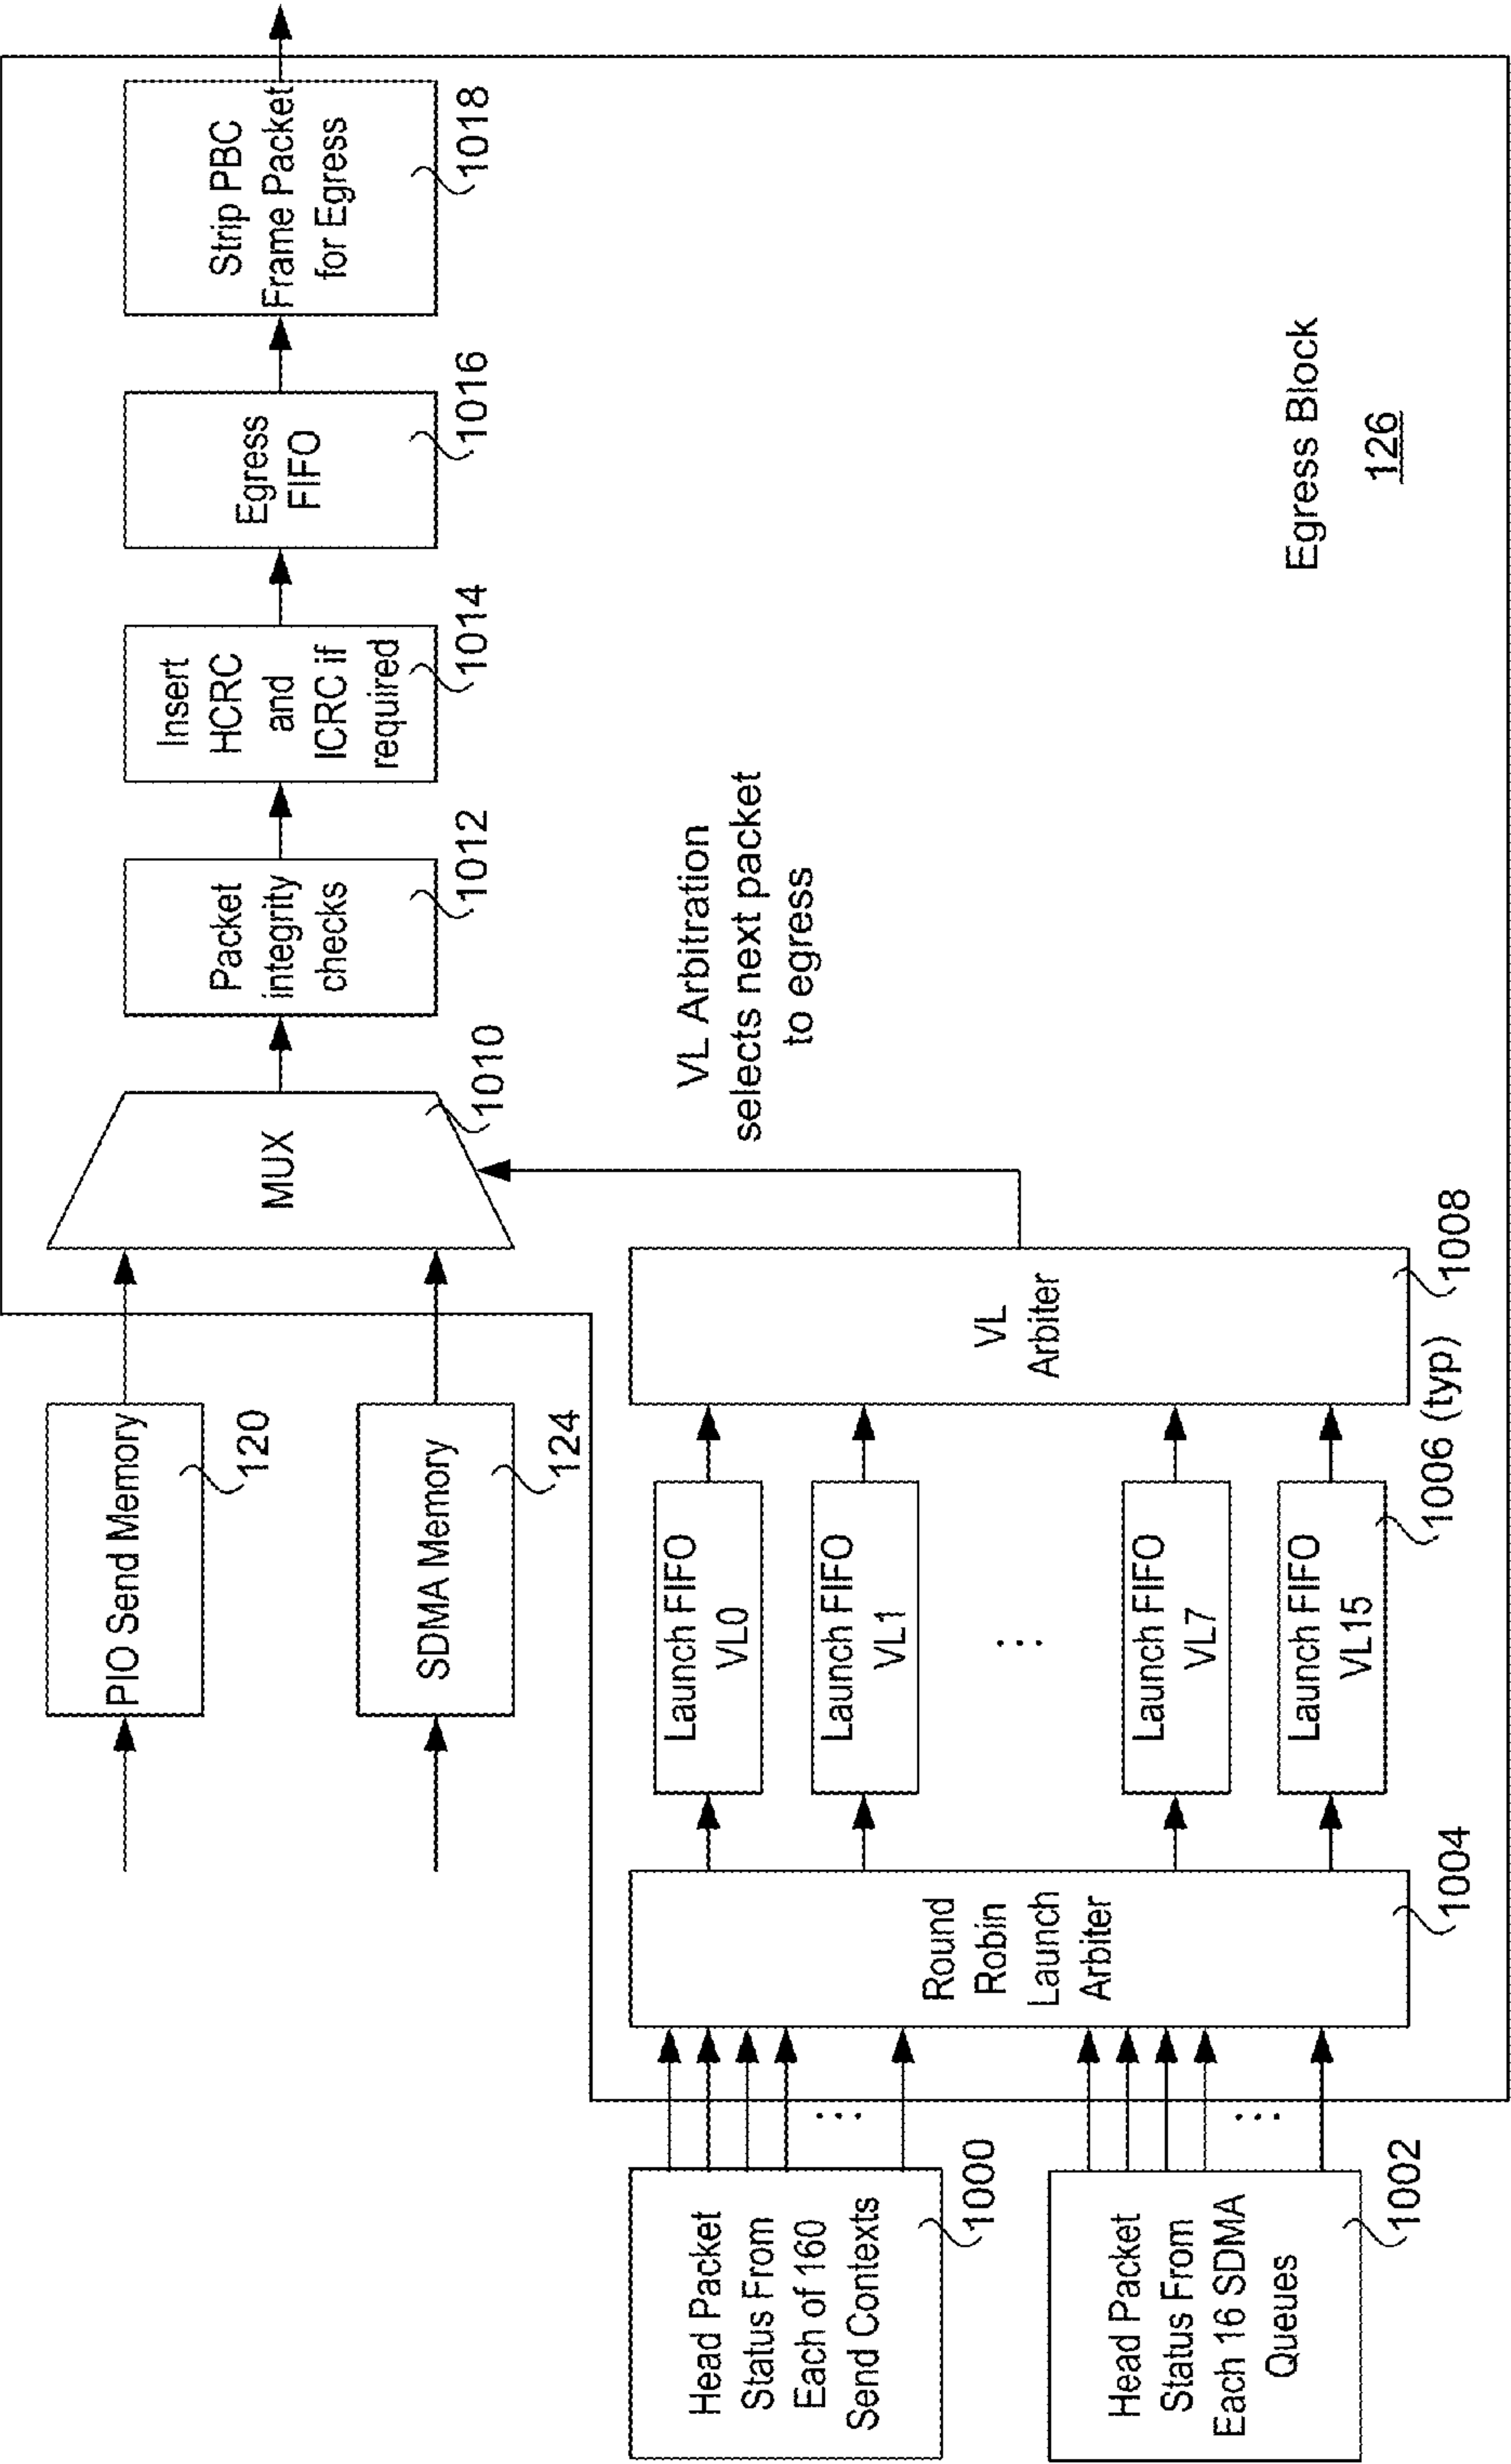 PIO Send Memory
120
SDMA Memory
124
MUX
1010
Packet
integrity
checks
1012
Insert
HCRC
and
ICRC if
required
1014
Egress
FIFO
1016
Strip PBC
Frame Packet
for Egress
1018
VL Arbitration
selects next packet
to egress
Head Packet
Status From
Each of 160
Send Contexts
1000
...
Head Packet
Status From
Each 16 SDMA
Queues
1002
...
Round
Robin
Launch
Arbiter
1004
Launch FIFO
VL0
Launch FIFO
VL1
...
Launch FIFO
VL7
Launch FIFO
VL15
1006 (typ)
VL
Arbiter
1008
Egress Block
126